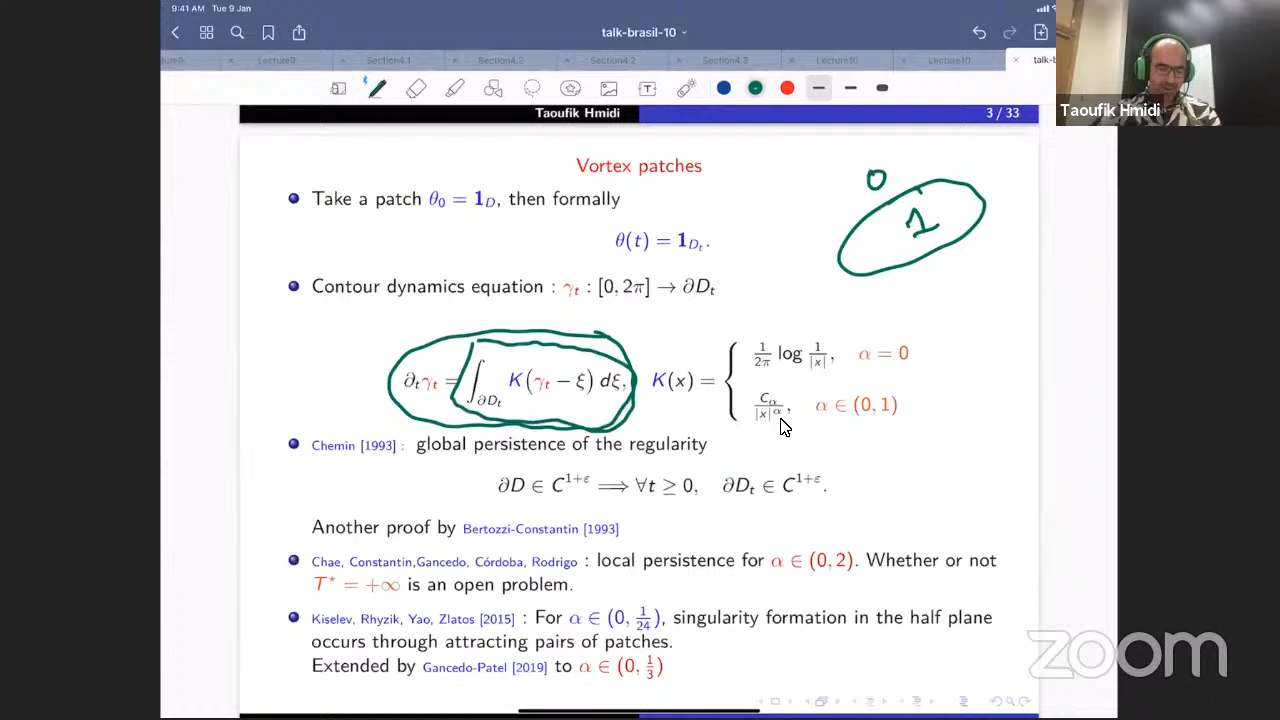 9:41 AM Tue 9 Jan
talk-brasil-10
Lecture7
Section4.1
Section4.2
Section4.2
Section4.3
Lecture10
Lecture10
Taoufik Hmidi
3 / 33
Taoufik Hmidi
Vortex patches
Take a patch θ₀ = 1_D, then formally
θ(t) = 1_{D_t}.
0
1
Contour dynamics equation : γ_t : [0, 2π] → ∂D_t
∂_tγ_t = ∫_{∂D_t} K(γ_t − ξ) dξ, K(x) = { 1/2π log 1/|x|, α = 0
C_α/|x|^α, α ∈ (0, 1)
Chemin [1993] : global persistence of the regularity
∂D ∈ C^{1+ε} ⟹ ∀t ≥ 0, ∂D_t ∈ C^{1+ε}.
Another proof by Bertozzi-Constantin [1993]
Chae, Constantin,Gancedo, Córdoba, Rodrigo : local persistence for α ∈ (0, 2). Whether or not
T* = +∞ is an open problem.
Kiselev, Rhyzik, Yao, Zlatos [2015] : For α ∈ (0, 1/24), singularity formation in the half plane
occurs through attracting pairs of patches.
Extended by Gancedo-Patel [2019] to α ∈ (0, 1/3)
zoom